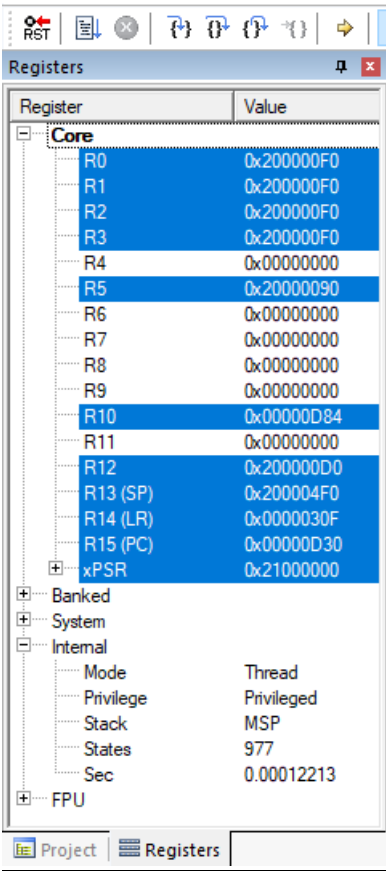 RST
Registers
Register Value
Core
R0 0x200000F0
R1 0x200000F0
R2 0x200000F0
R3 0x200000F0
R4 0x00000000
R5 0x20000090
R6 0x00000000
R7 0x00000000
R8 0x00000000
R9 0x00000000
R10 0x00000D84
R11 0x00000000
R12 0x200000D0
R13 (SP) 0x200004F0
R14 (LR) 0x0000030F
R15 (PC) 0x00000D30
xPSR 0x21000000
Banked
System
Internal
Mode Thread
Privilege Privileged
Stack MSP
States 977
Sec 0.00012213
FPU
Project Registers